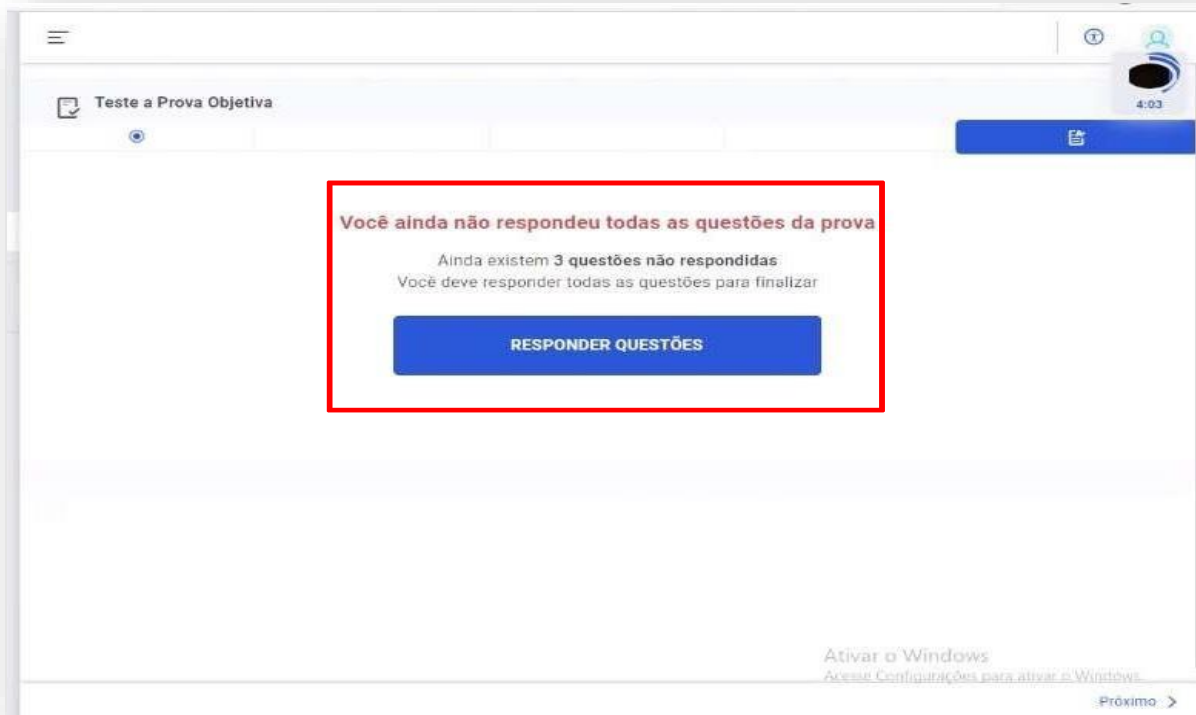 4:03
Teste a Prova Objetiva
Você ainda não respondeu todas as questões da prova
Ainda existem 3 questões não respondidas
Você deve responder todas as questões para finalizar
RESPONDER QUESTÕES
Ativar o Windows
Acesse Configurações para ativar o Windows.
Próximo